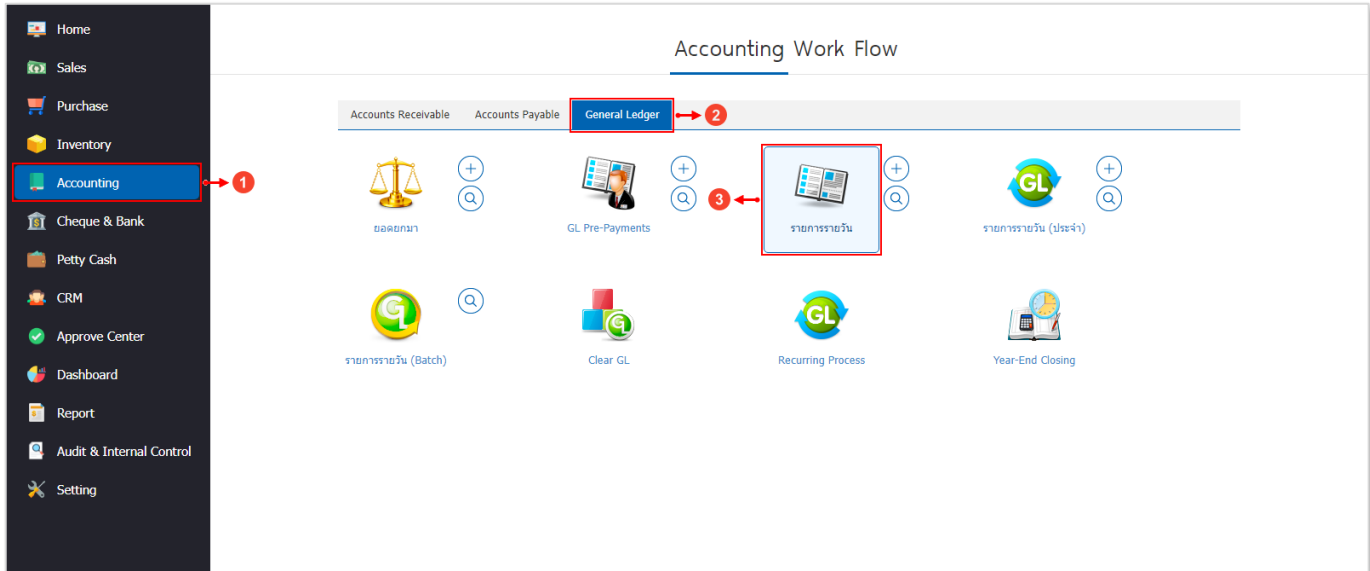 Home
Sales
Purchase
Inventory
Accounting
Cheque & Bank
Petty Cash
CRM
Approve Center
Dashboard
Report
Audit & Internal Control
Setting
1
Accounting Work Flow
Accounts Receivable Accounts Payable General Ledger 2
3
ยอดยกมา GL Pre-Payments รายการรายวัน รายการรายวัน (ประจำ)
รายการรายวัน (Batch) Clear GL Recurring Process Year-End Closing